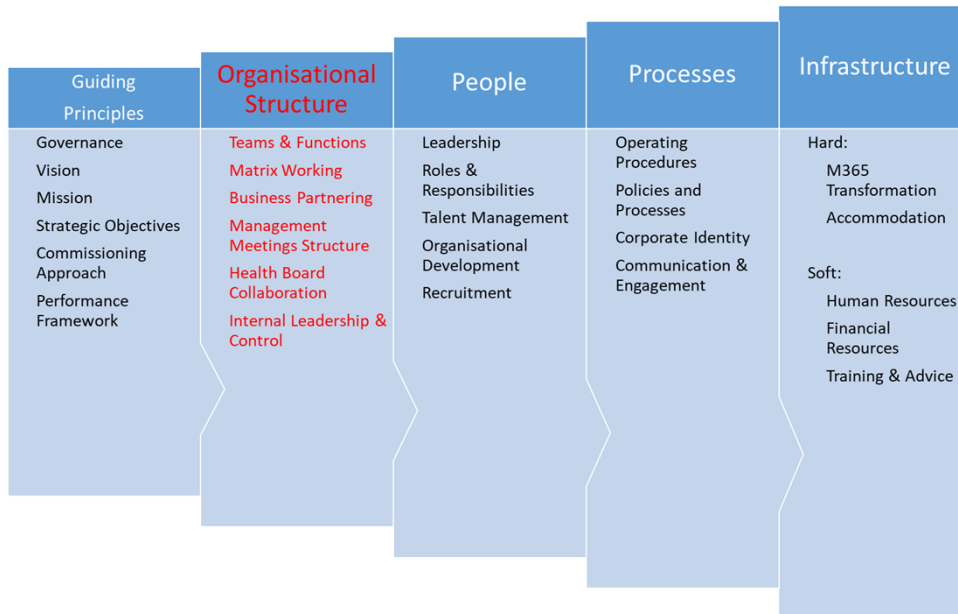 Guiding
Principles
Governance
Vision
Mission
Strategic Objectives
Commissioning
Approach
Performance
Framework
Organisational
Structure
Teams & Functions
Matrix Working
Business Partnering
Management
Meetings Structure
Health Board
Collaboration
Internal Leadership &
Control
People
Leadership
Roles &
Responsibilities
Talent Management
Organisational
Development
Recruitment
Processes
Operating
Procedures
Policies and
Processes
Corporate Identity
Communication &
Engagement
Infrastructure
Hard:
M365
Transformation
Accommodation
Soft:
Human Resources
Financial
Resources
Training & Advice